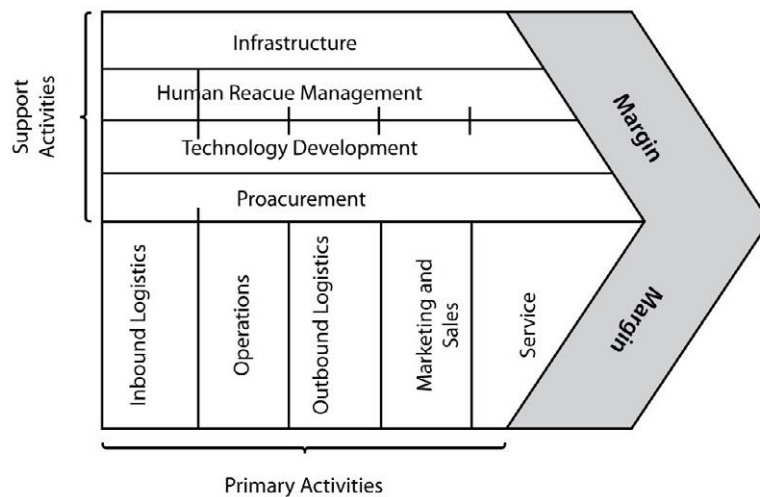 Support
Activities
Infrastructure
Human Reacue Management
Technology Development
Proacurement
Inbound Logistics
Operations
Outbound Logistics
Marketing and
Sales
Service
Margin
Margin
Primary Activities